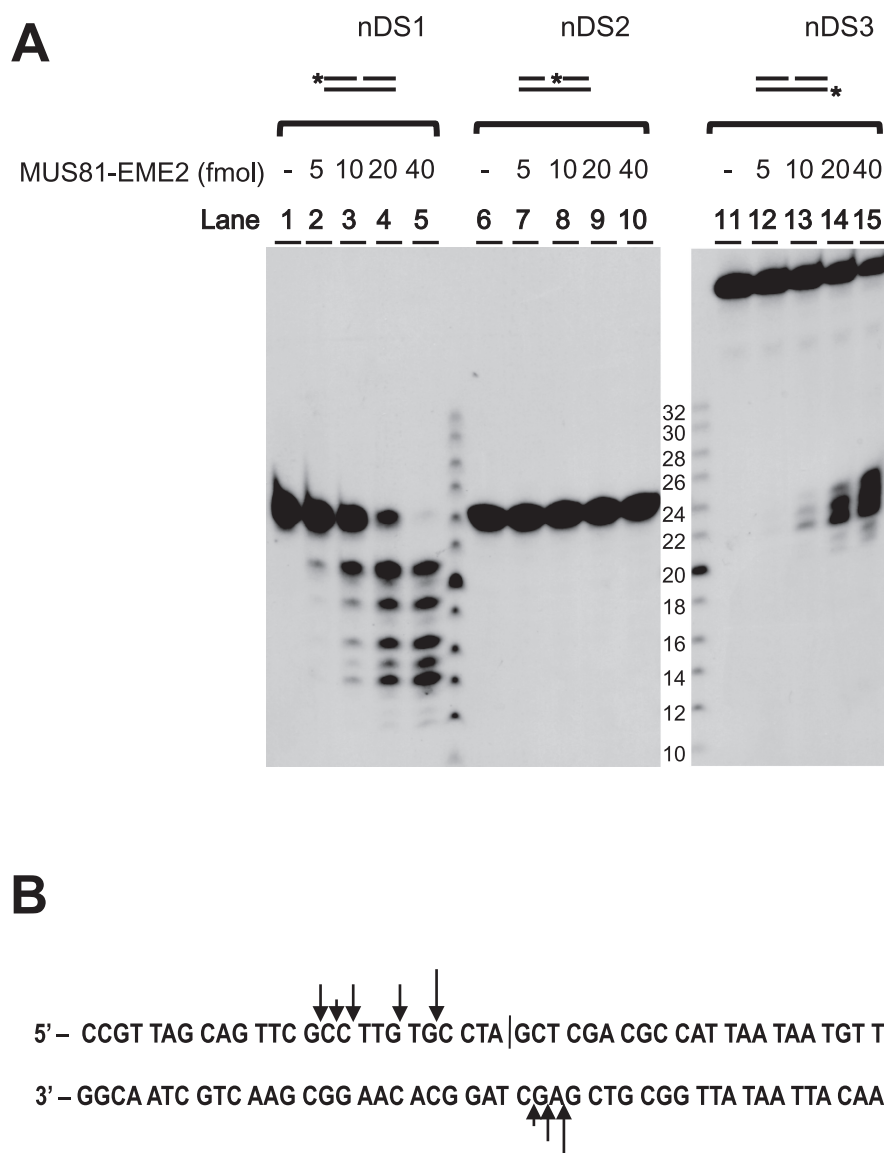 A
nDS1 nDS2 nDS3
* * *
MUS81-EME2 (fmol) - 5 10 20 40 - 5 10 20 40 - 5 10 20 40
Lane 1 2 3 4 5 6 7 8 9 10 11 12 13 14 15
32
30
28
26
24
22
20
18
16
14
12
10
B
5’ – CCGT TAG CAG TTC GCC TTG TGC CTA GCT CGA CGC CAT TAA TAA TGT T
3’ – GGCA ATC GTC AAG CGG AAC ACG GAT CGAG CTG CGG TTA TAA TTA CAA